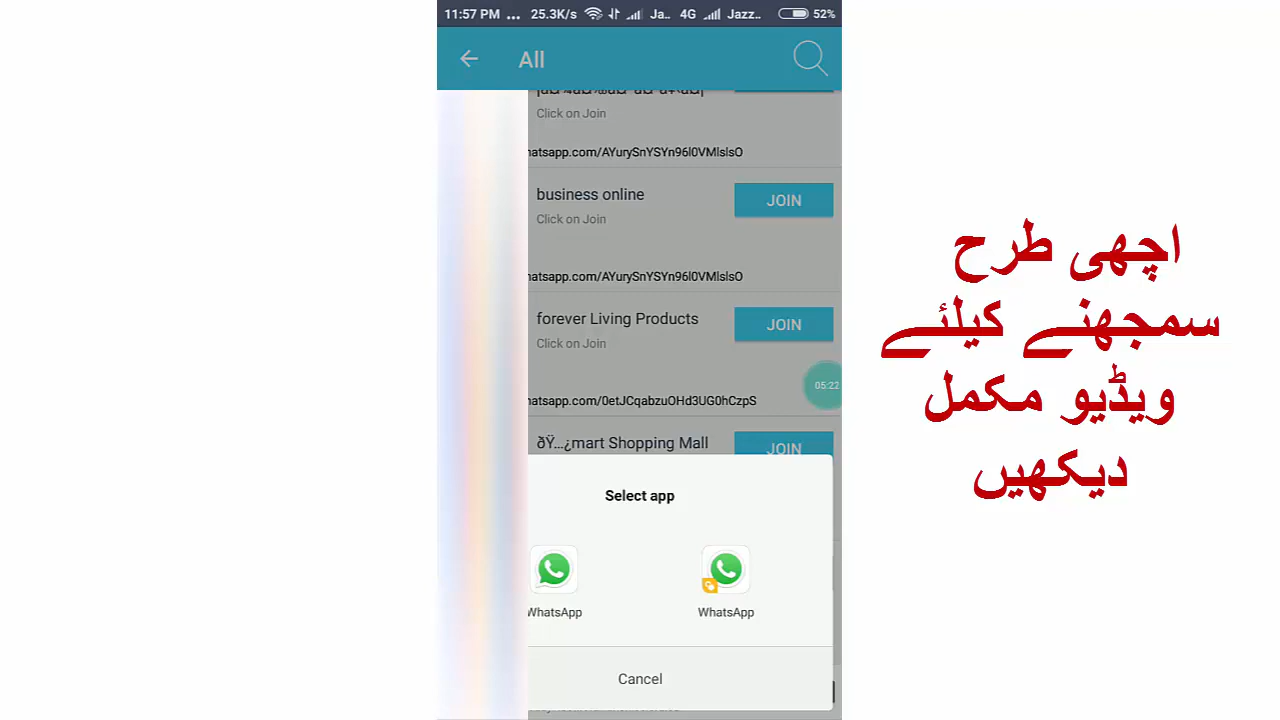 11:57 PM ... 25.3K/s Ja.. 4G Jazz.. 52%
All
Click on Join
hatsapp.com/AYurySnYSYn96l0VMlslsO
business online
JOIN
Click on Join
hatsapp.com/AYurySnYSYn96l0VMlslsO
forever Living Products
JOIN
Click on Join
05:22
hatsapp.com/0etJCqabzuOHd3UG0hCzpS
ðŸ…¿mart Shopping Mall
JOIN
Select app
WhatsApp
WhatsApp
Cancel
اچھی طرح
سمجھنے کیلئے
ویڈیو مکمل
دیکھیں